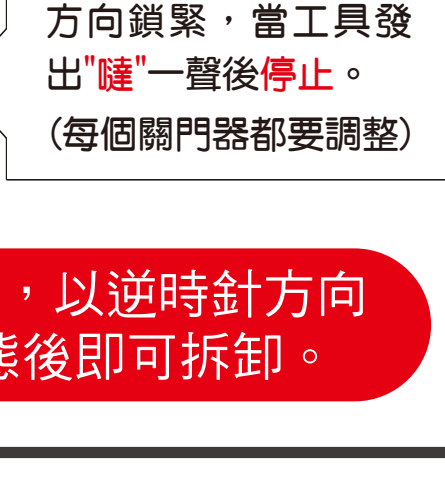 方向鎖緊，當工具發
出"噠"一聲後停止。
(每個關門器都要調整)
，以逆時針方向
態後即可拆卸。